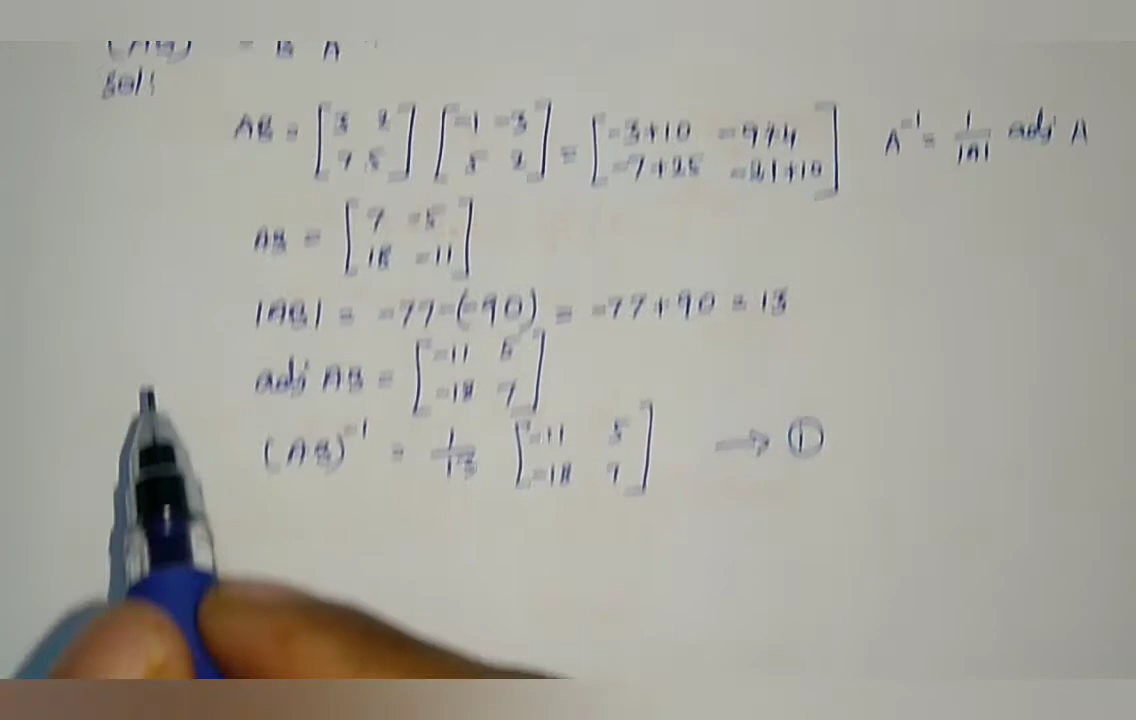 (AB) = B A
Sol:
AB = [3 2 7 5] [-1 -3 5 2] = [-3+10 -9+4 -7+25 -21+10] A⁻¹ = 1/|A| adj A
AB = [7 -5 18 -11]
|AB| = -77-(-90) = -77+90 = 13
adj AB = [-11 5 -18 7]
(AB)⁻¹ = 1/13 [-11 5 -18 7] → ①